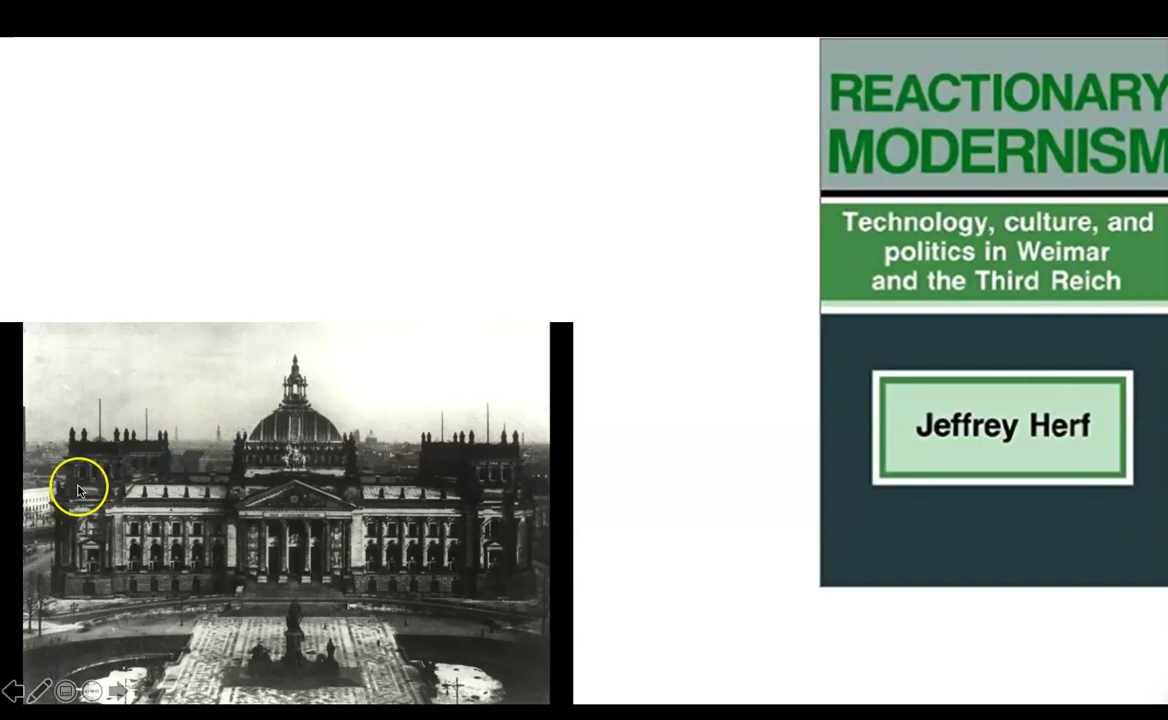 REACTIONARY
MODERNISM
Technology, culture, and
politics in Weimar
and the Third Reich
Jeffrey Herf